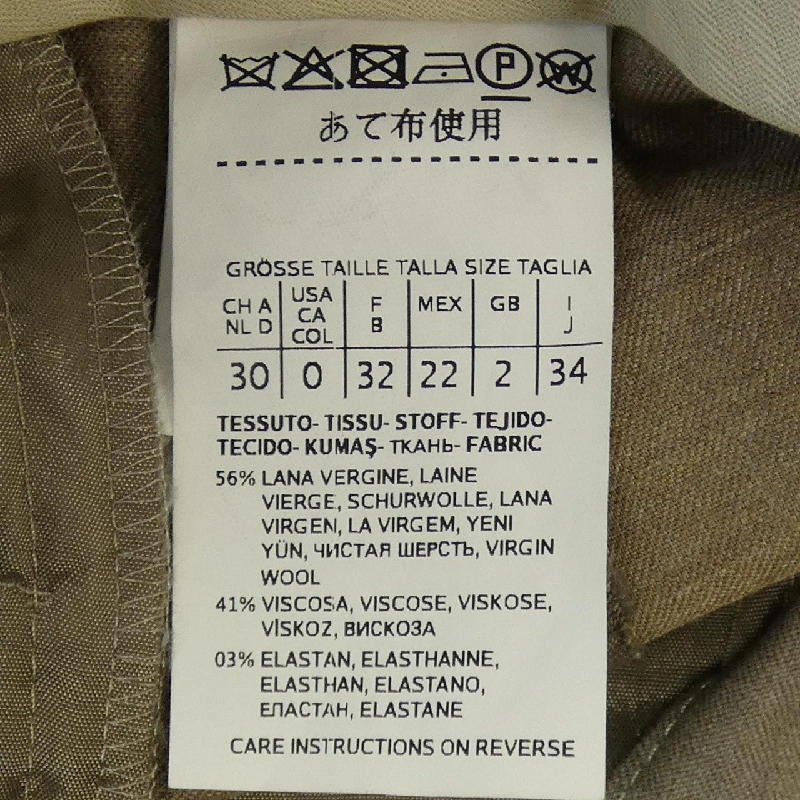 P W
あて布使用
GRÖSSE TAILLE TALLA SIZE TAGLIA
CH A NL D USA CA COL F B MEX GB I J
30 0 32 22 2 34
TESSUTO- TISSU- STOFF- TEJIDO-
TECIDO- KUMAŞ- ТКАНЬ- FABRIC
56% LANA VERGINE, LAINE
VIERGE, SCHURWOLLE, LANA
VIRGEN, LA VIRGEM, YENI
YÜN, ЧИСТАЯ ШЕРСТЬ, VIRGIN
WOOL
41% VISCOSA, VISCOSE, VISKOSE,
VİSKOZ, ВИСКОЗА
03% ELASTAN, ELASTHANNE,
ELASTHAN, ELASTANO,
ЕЛАСТАН, ELASTANE
CARE INSTRUCTIONS ON REVERSE